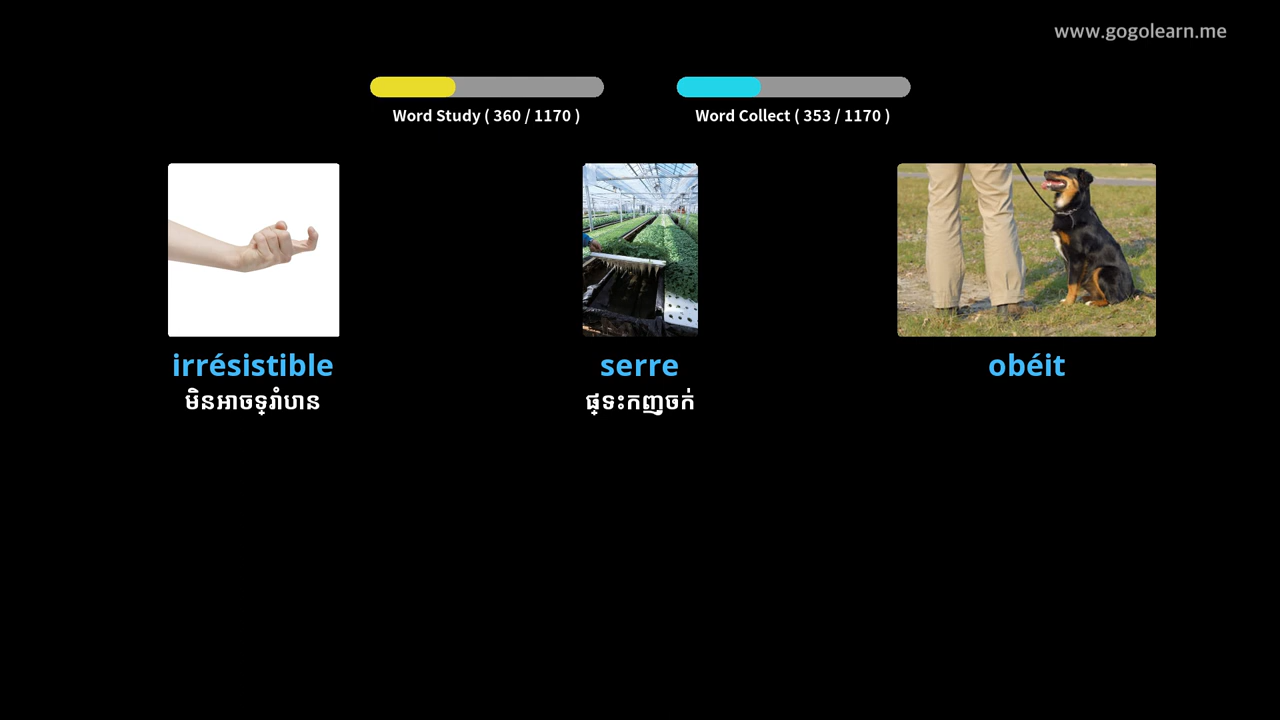 www.gogolearn.me
Word Study ( 360 / 1170 )
Word Collect ( 353 / 1170 )
irrésistible
serre
obéit
មិនអាចទ្រាំបាន
ផ្ទះកញ្ចក់